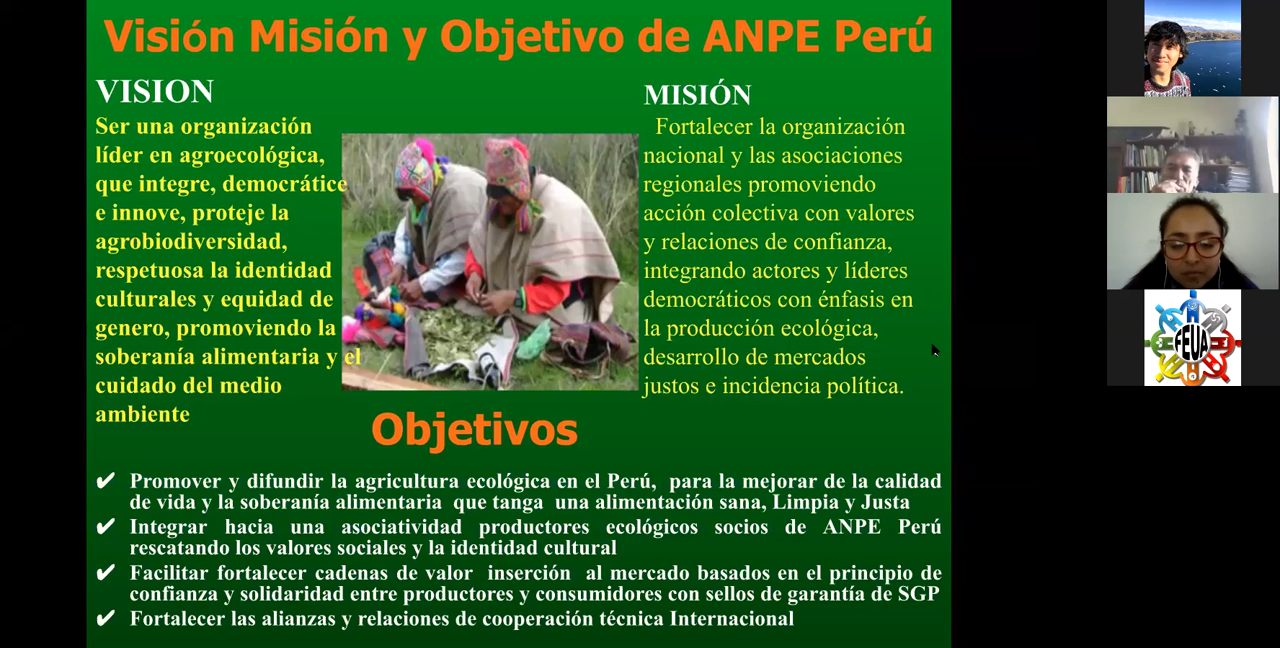 Visión Misión y Objetivo de ANPE Perú
VISION
Ser una organización
líder en agroecológica,
que integre, democrátice
e innove, proteje la
agrobiodiversidad,
respetuosa la identidad
culturales y equidad de
genero, promoviendo la
soberanía alimentaria y el
cuidado del medio
ambiente
MISIÓN
Fortalecer la organización
nacional y las asociaciones
regionales promoviendo
acción colectiva con valores
y relaciones de confianza,
integrando actores y líderes
democráticos con énfasis en
la producción ecológica,
desarrollo de mercados
justos e incidencia política.
Objetivos
✔ Promover y difundir la agricultura ecológica en el Perú, para la mejorar de la calidad
de vida y la soberanía alimentaria que tanga una alimentación sana, Limpia y Justa
✔ Integrar hacia una asociatividad productores ecológicos socios de ANPE Perú
rescatando los valores sociales y la identidad cultural
✔ Facilitar fortalecer cadenas de valor inserción al mercado basados en el principio de
confianza y solidaridad entre productores y consumidores con sellos de garantía de SGP
✔ Fortalecer las alianzas y relaciones de cooperación técnica Internacional
FEUA